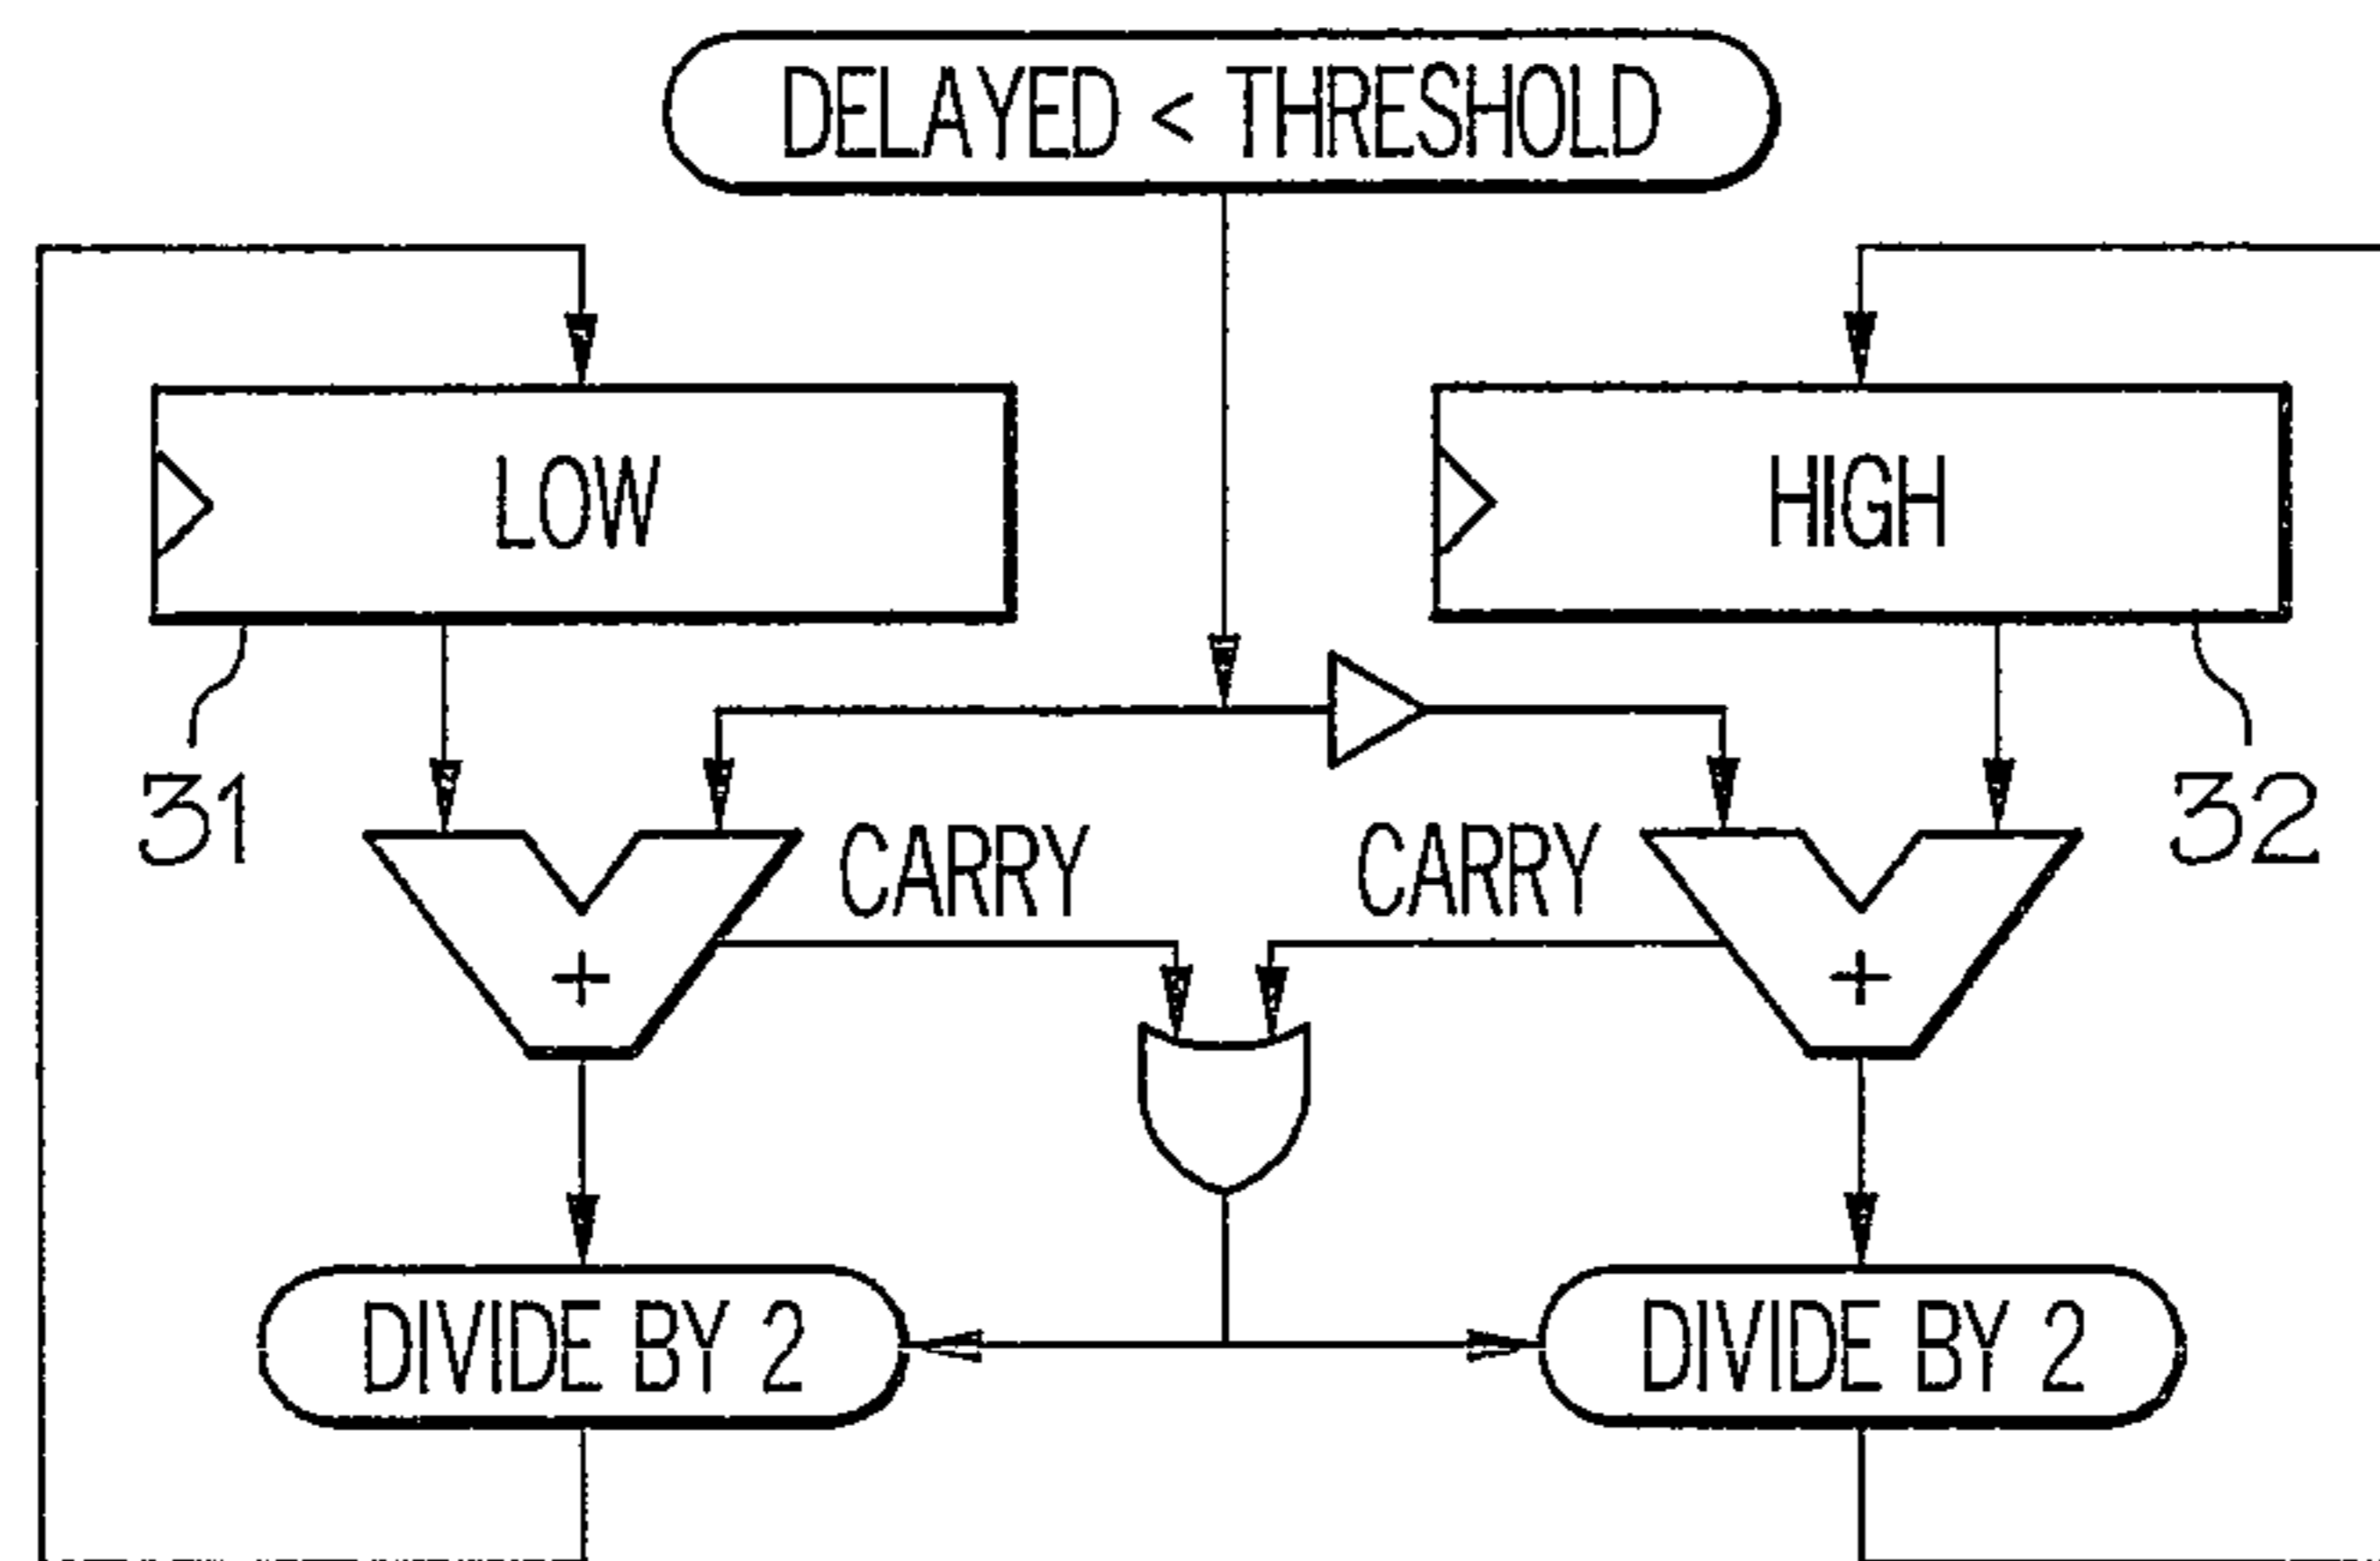 DELAYED < THRESHOLD
LOW
HIGH
31
32
CARRY
CARRY
+
+
DIVIDE BY 2
DIVIDE BY 2